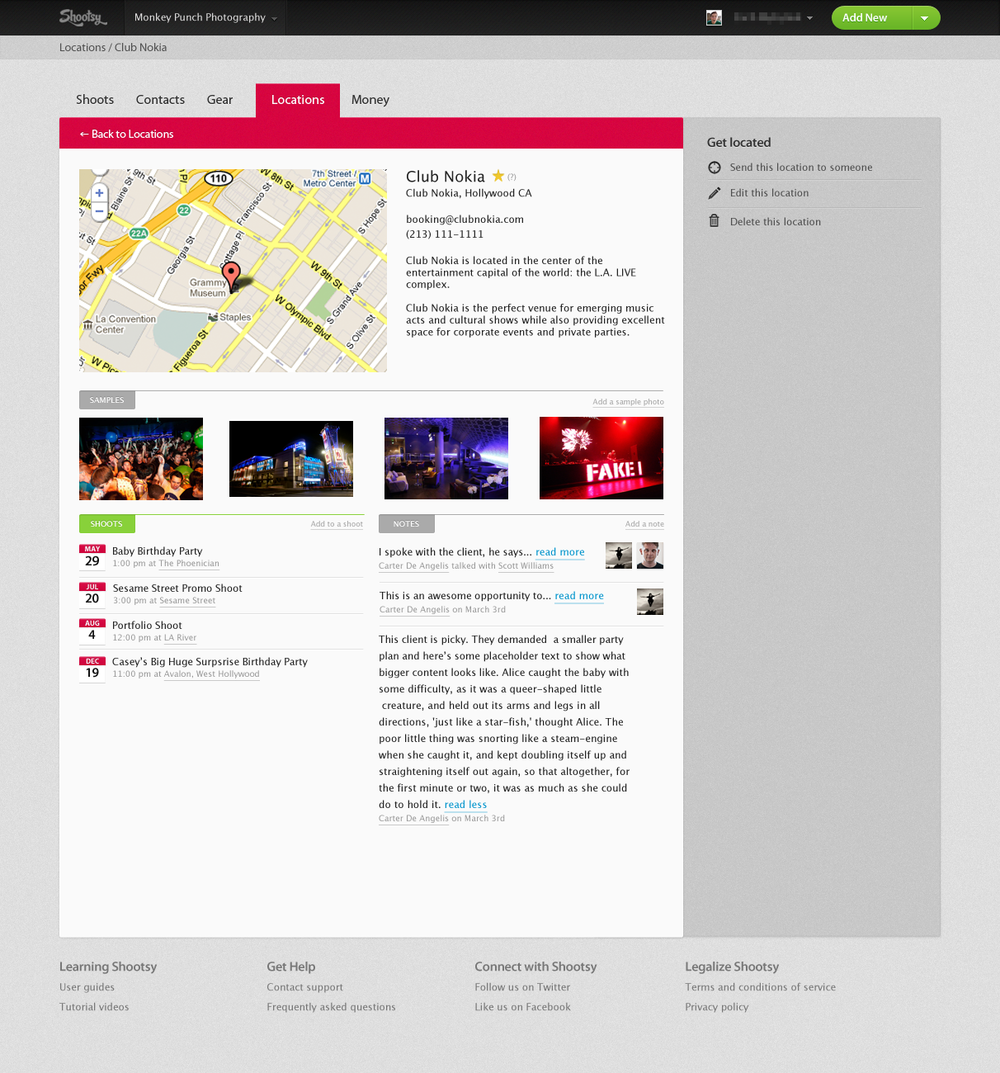 Shootsy
Monkey Punch Photography
Add New
Locations / Club Nokia
Shoots
Contacts
Gear
Locations
Money
← Back to Locations
110
7th Street /
Metro Center
M
W 8th St
S Hope St
Blaine St
Francisco St
22
22A
Cottage Pl
Georgia St
W 9th St
S Grand Ave
Grammy
Museum
La Convention
Center
Staples
W Olympic Blvd
S Olive St
Figueroa St
W Pico
Club Nokia (?)
Club Nokia, Hollywood CA
booking@clubnokia.com
(213) 111-1111
Club Nokia is located in the center of the
entertainment capital of the world: the L.A. LIVE
complex.
Club Nokia is the perfect venue for emerging music
acts and cultural shows while also providing excellent
space for corporate events and private parties.
Get located
Send this location to someone
Edit this location
Delete this location
SAMPLES
Add a sample photo
FAKE!
SHOOTS
Add to a shoot
MAY
29
Baby Birthday Party
1:00 pm at The Phoenician
JUL
20
Sesame Street Promo Shoot
3:00 pm at Sesame Street
AUG
4
Portfolio Shoot
12:00 pm at LA River
DEC
19
Casey's Big Huge Surpsrise Birthday Party
11:00 pm at Avalon, West Hollywood
NOTES
Add a note
I spoke with the client, he says... read more
Carter De Angelis talked with Scott Williams
This is an awesome opportunity to... read more
Carter De Angelis on March 3rd
This client is picky. They demanded  a smaller party
plan and here's some placeholder text to show what
bigger content looks like. Alice caught the baby with
some difficulty, as it was a queer-shaped little
creature, and held out its arms and legs in all
directions, 'just like a star-fish,' thought Alice. The
poor little thing was snorting like a steam-engine
when she caught it, and kept doubling itself up and
straightening itself out again, so that altogether, for
the first minute or two, it was as much as she could
do to hold it. read less
Carter De Angelis on March 3rd
Learning Shootsy
User guides
Tutorial videos
Get Help
Contact support
Frequently asked questions
Connect with Shootsy
Follow us on Twitter
Like us on Facebook
Legalize Shootsy
Terms and conditions of service
Privacy policy